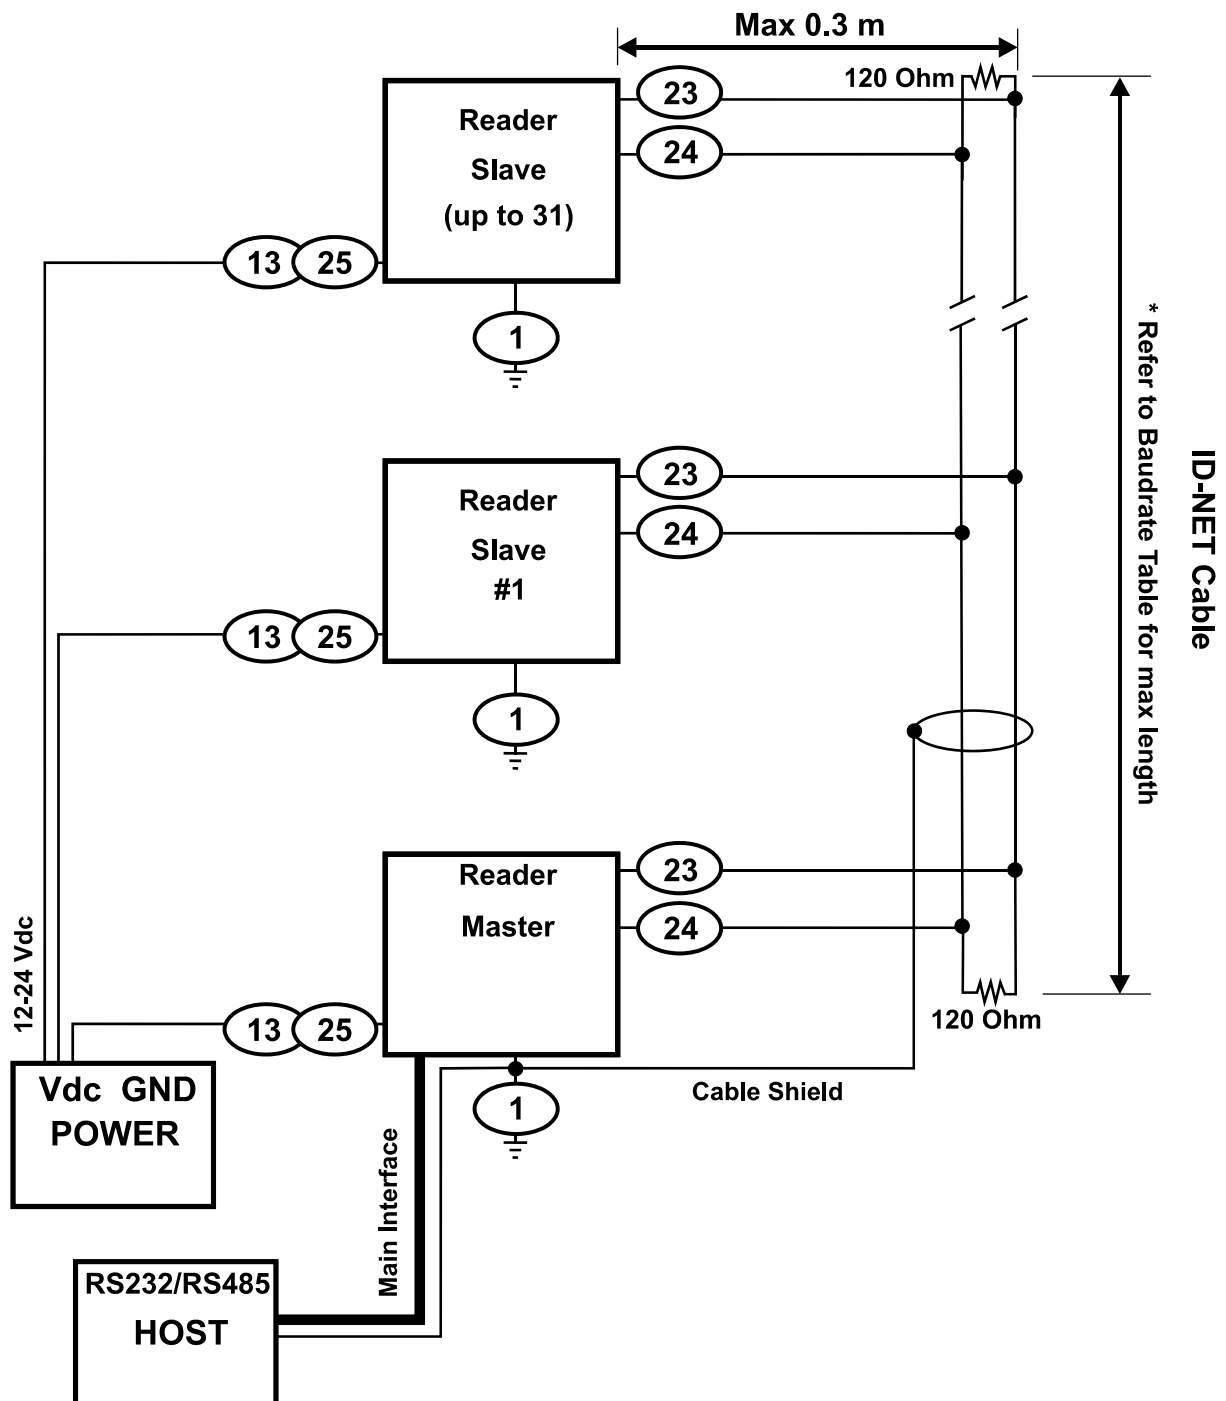 Max 0.3 m
120 Ohm
23
24
Reader
Slave
(up to 31)
13
25
1
23
24
Reader
Slave
#1
13
25
1
23
24
Reader
Master
13
25
1
120 Ohm
Cable Shield
12-24 Vdc
Vdc GND
POWER
Main Interface
RS232/RS485
HOST
* Refer to Baudrate Table for max length
ID-NET Cable